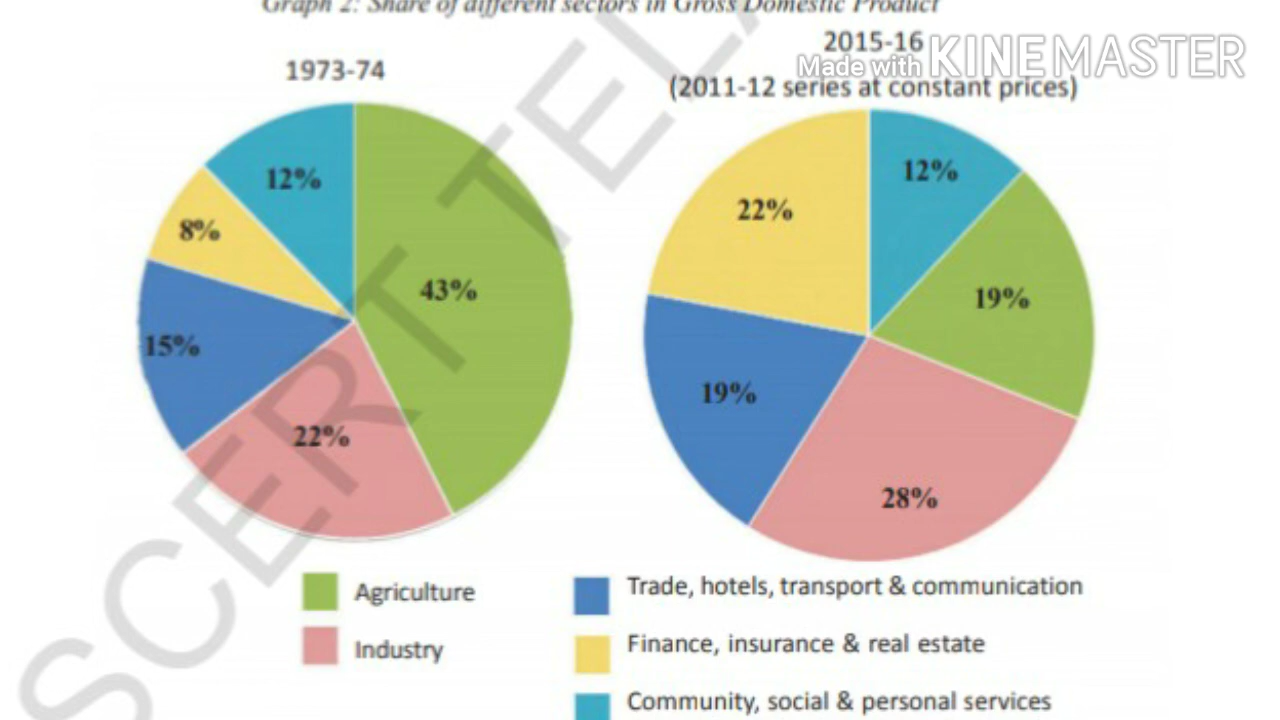 Graph 2: Share of different sectors in Gross Domestic Product
1973-74
2015-16
Made with KINEMASTER
(2011-12 series at constant prices)
12%
8%
43%
15%
22%
12%
22%
19%
19%
28%
Agriculture
Industry
Trade, hotels, transport & communication
Finance, insurance & real estate
Community, social & personal services
SCERT TEL